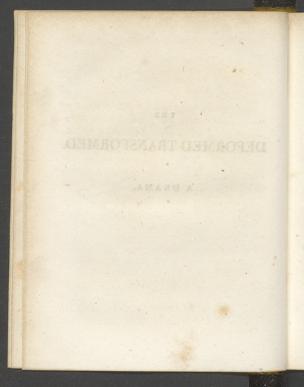 THE
DEFORMED TRANSFORMED.
A DRAMA.